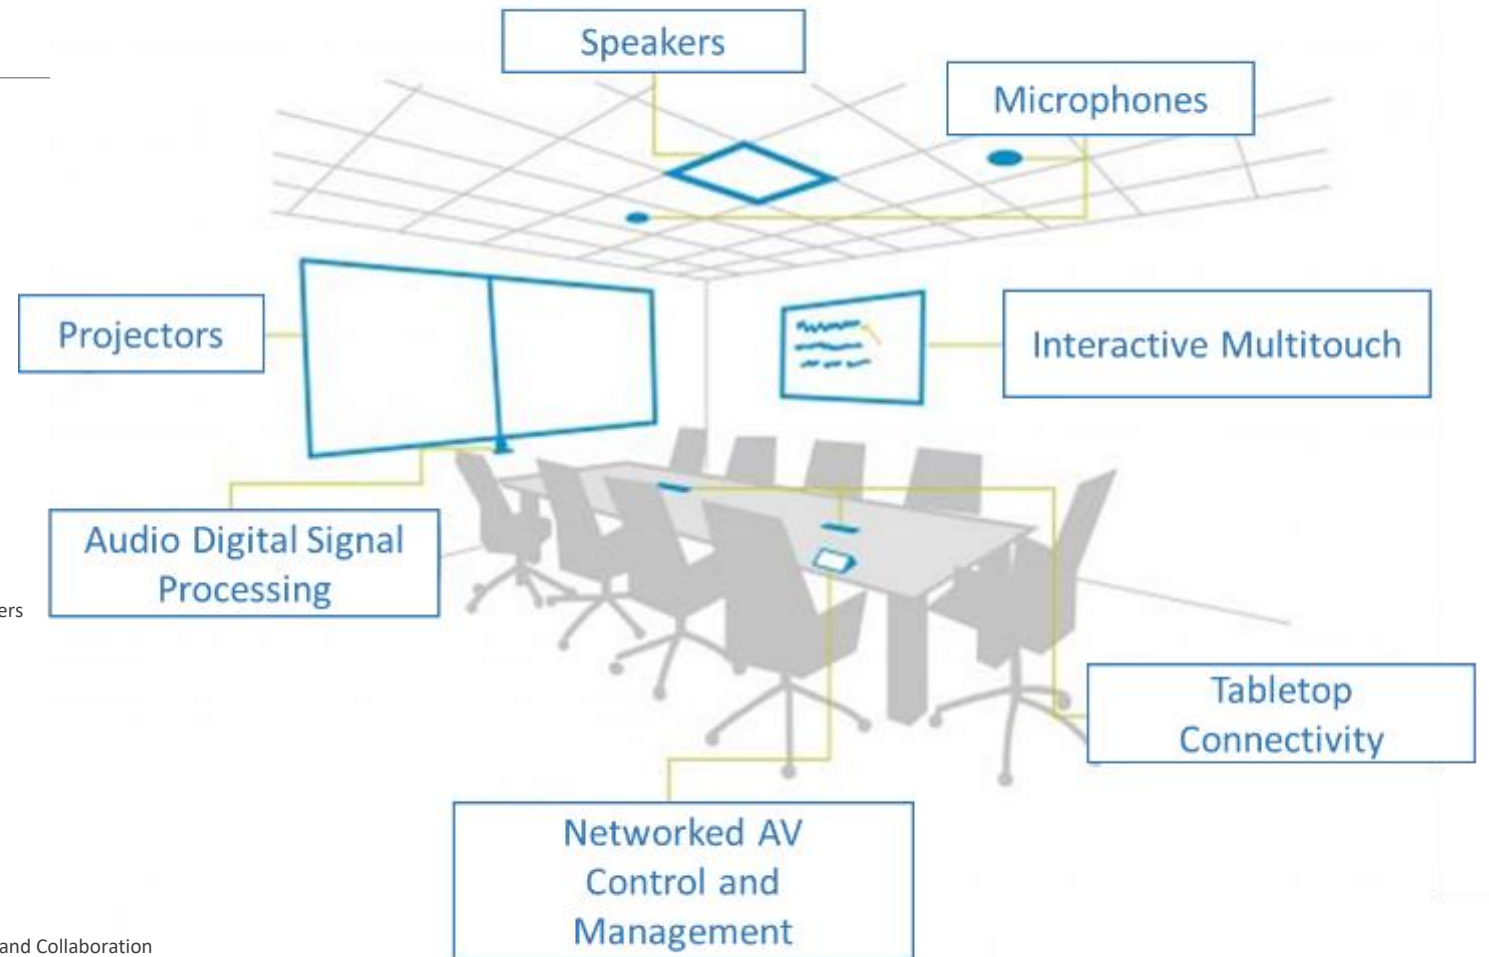 Speakers
Microphones
Projectors
Interactive Multitouch
Audio Digital Signal
Processing
ers
Tabletop
Connectivity
Networked AV
Control and
Management
and Collaboration